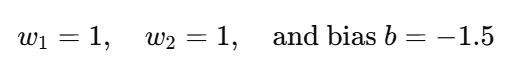 w₁ = 1, w₂ = 1, and bias b = −1.5